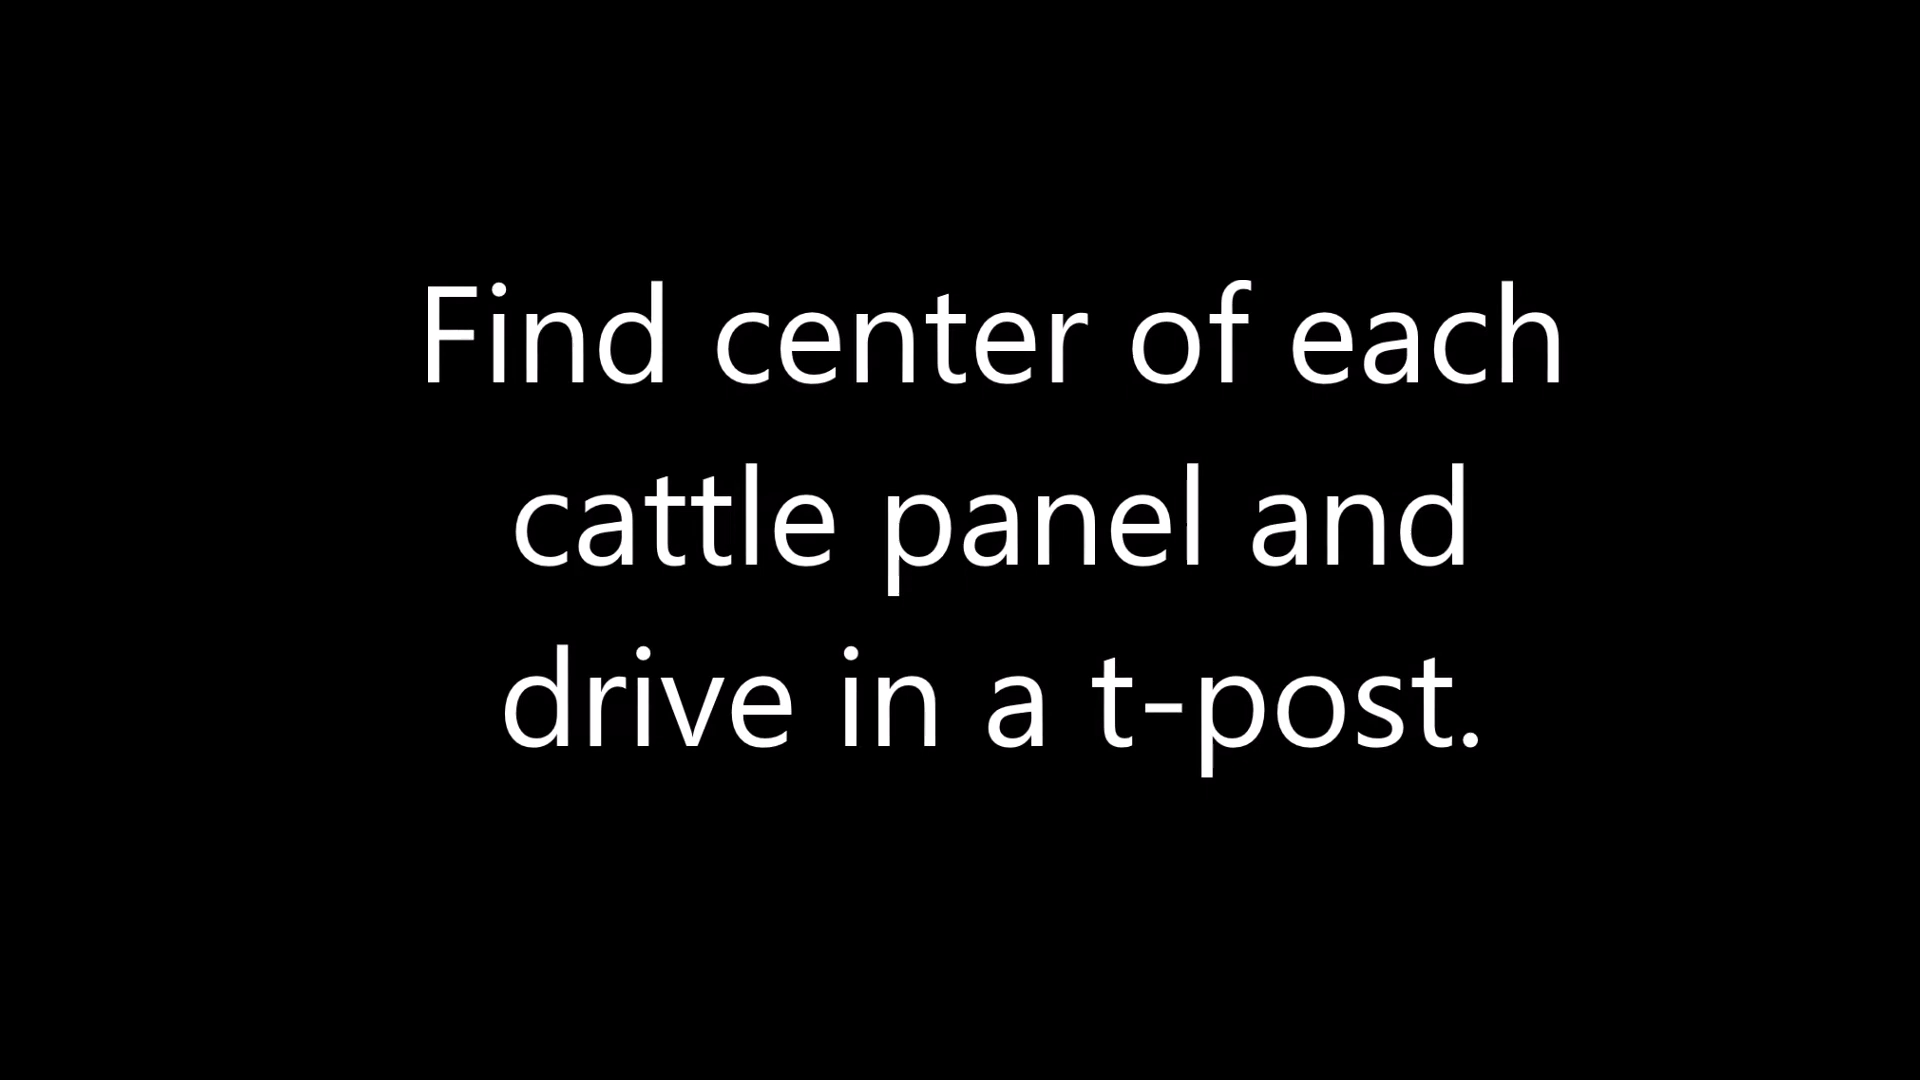 Find center of each
cattle panel and
drive in a t-post.